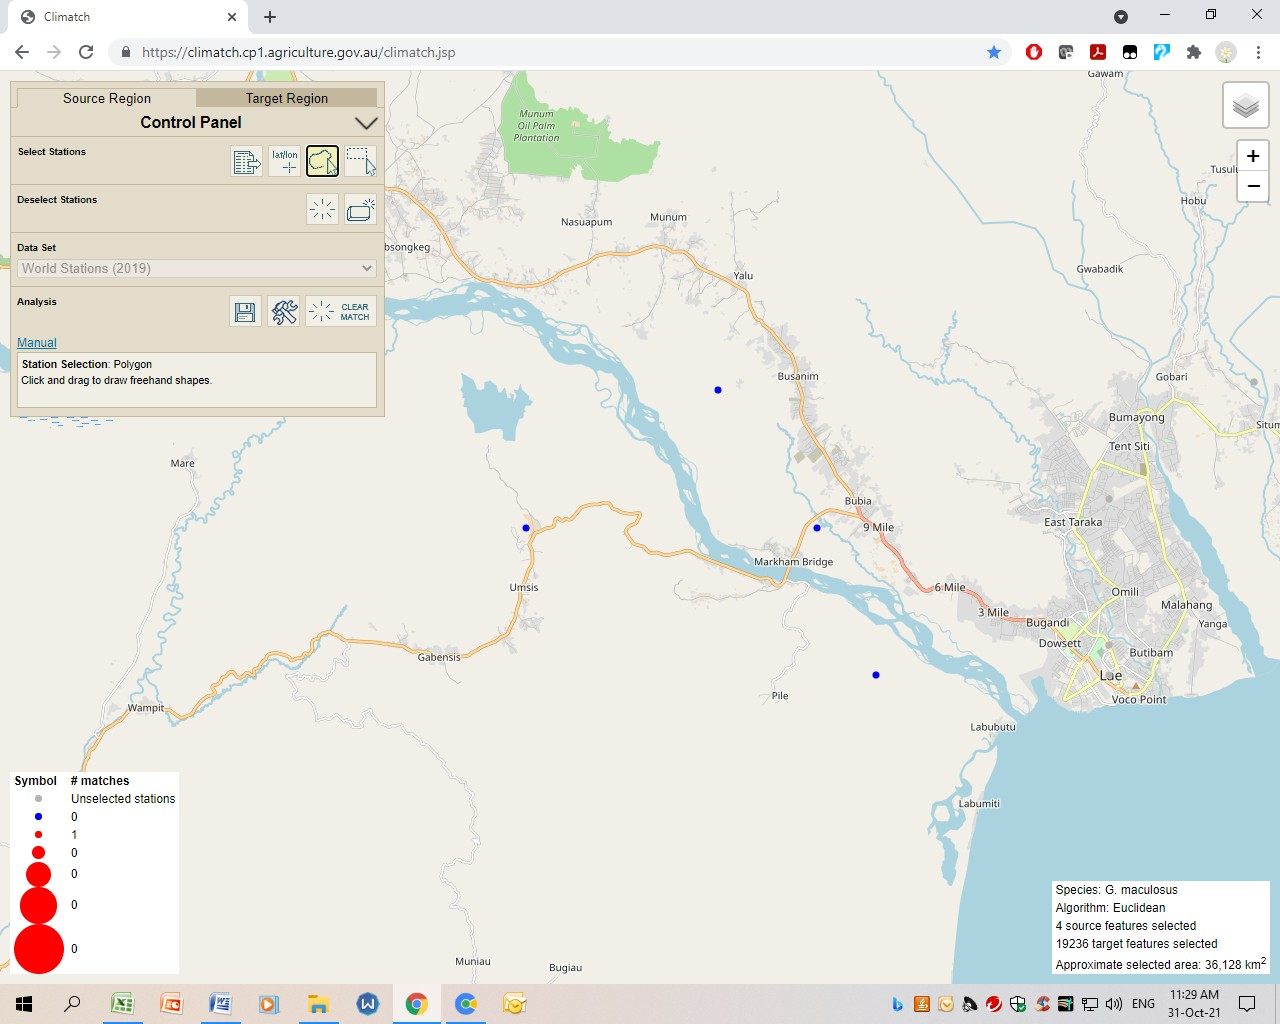 Climatch
https://climatch.cp1.agriculture.gov.au/climatch.jsp
Source Region
Target Region
Control Panel
Select Stations
lat/lon
Deselect Stations
Data Set
World Stations (2019)
Analysis
CLEAR
MATCH
Manual
Station Selection: Polygon
Click and drag to draw freehand shapes.
Gawam
Munum
Oil Palm
Plantation
+
−
Hobu
Nasuapum
Munum
Yalu
Gwabadik
Busanim
Gobari
Bumayong
Tent Siti
Mare
Bubia
9 Mile
East Taraka
Markham Bridge
Umsis
6 Mile
Omili
3 Mile
Malahang
Bugandi
Yanga
Dowsett
Butibam
Gabensis
Lae
Pile
Voco Point
Wampit
Labubutu
Labumiti
Muniau
Bugiau
Symbol # matches
Unselected stations
0
1
0
0
0
0
Species: G. maculosus
Algorithm: Euclidean
4 source features selected
19236 target features selected
Approximate selected area: 36,128 km2
ENG
11:29 AM
31-Oct-21